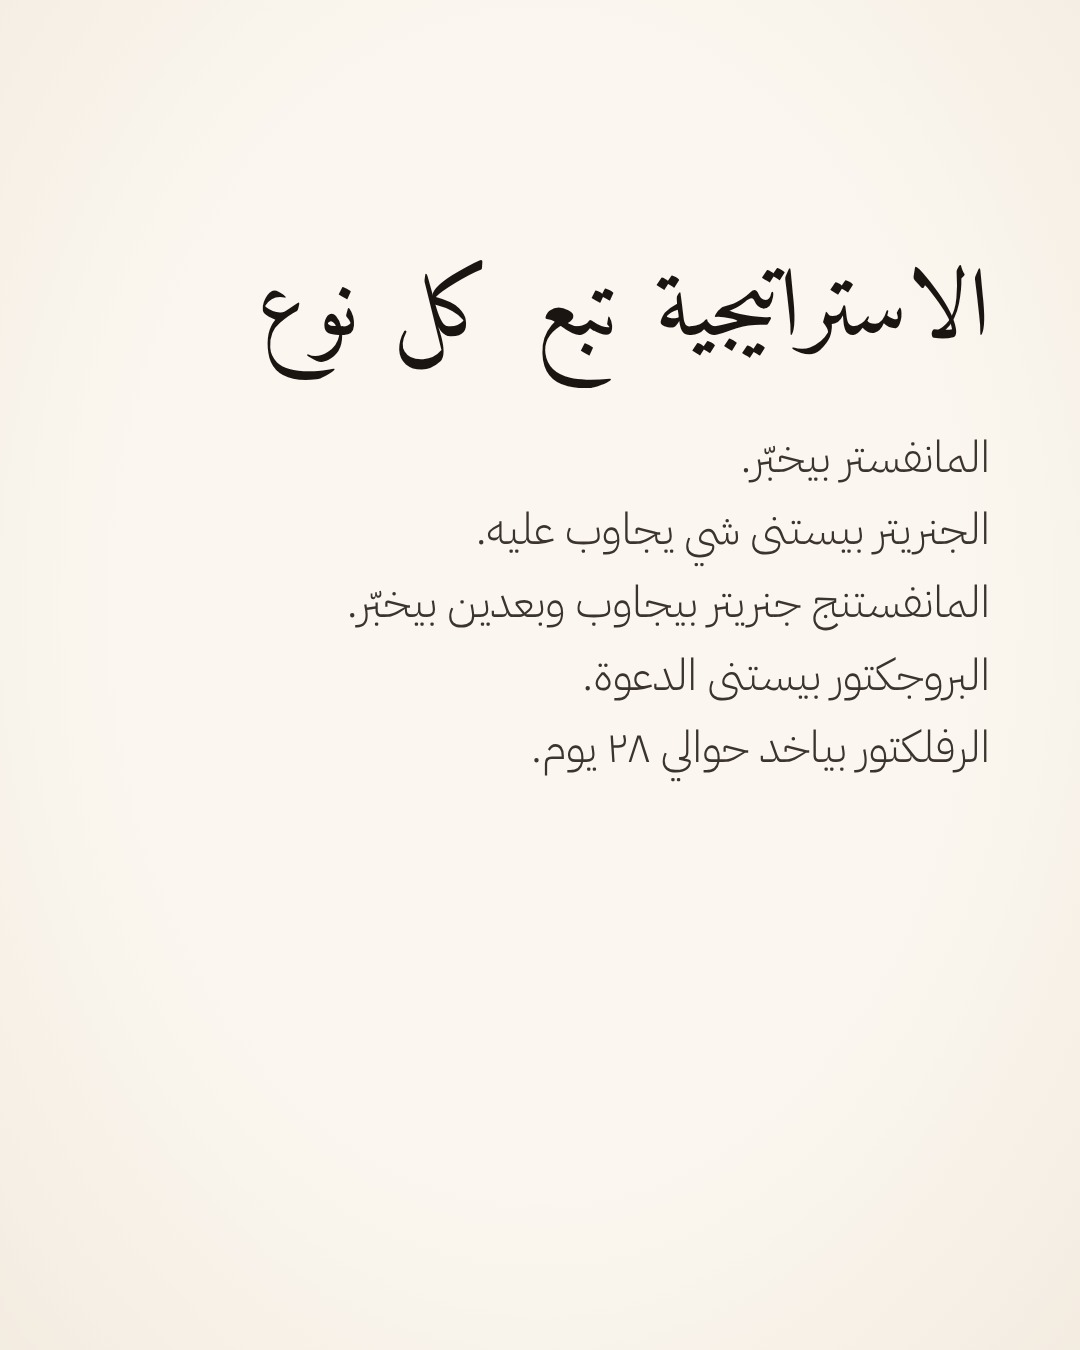 الاستراتيجية تبع كل نوع
المانفستر بيخبّر.
الجنريتر بيستنى شي يجاوب عليه.
المانفستنج جنريتر بيجاوب وبعدين بيخبّر.
البروجكتور بيستنى الدعوة.
الرفلكتور بياخد حوالي ٢٨ يوم.